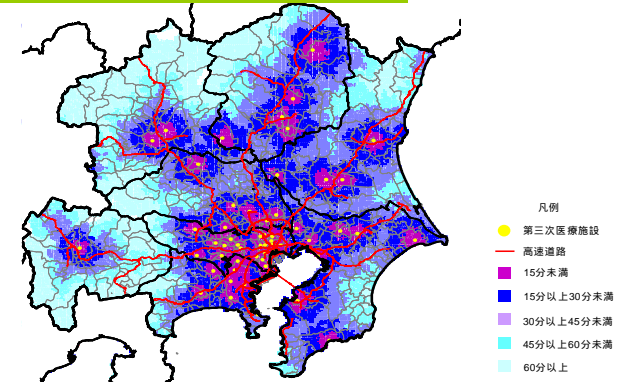 凡例
第三次医療施設
高速道路
15分未満
15分以上30分未満
30分以上45分未満
45分以上60分未満
60分以上